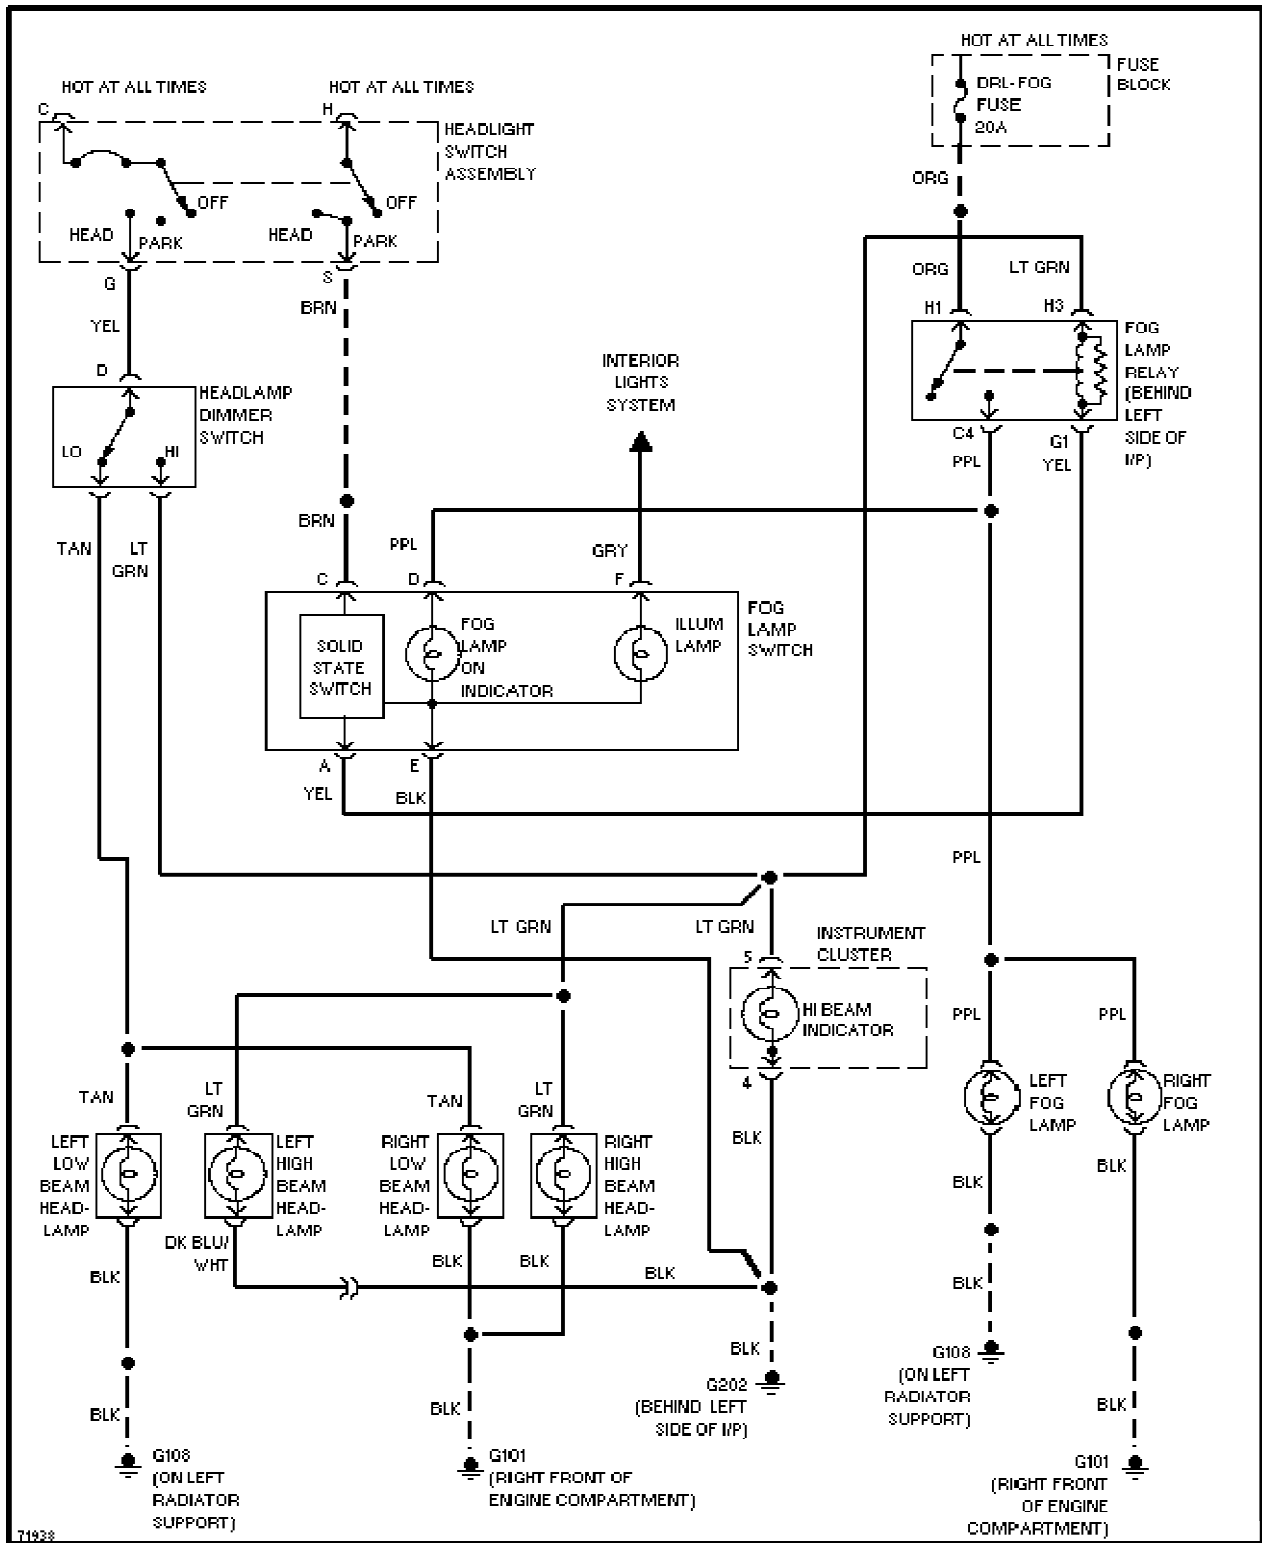 HOT AT ALL TIMES
FUSE
BLOCK
DRL-FOG
FUSE
20A
HOT AT ALL TIMES
HOT AT ALL TIMES
C
H
HEADLIGHT
SWITCH
ASSEMBLY
OFF
OFF
HEAD
PARK
HEAD
PARK
G
S
ORG
ORG
LT GRN
H1
H3
YEL
BRN
FOG
LAMP
RELAY
(BEHIND
LEFT
SIDE OF
I/P)
D
HEADLAMP
DIMMER
SWITCH
LO
HI
INTERIOR
LIGHTS
SYSTEM
C4
G1
PPL
YEL
TAN
LT
GRN
BRN
PPL
GRY
C
D
F
SOLID
STATE
SWITCH
FOG
LAMP
ON
INDICATOR
ILLUM
LAMP
FOG
LAMP
SWITCH
A
E
YEL
BLK
PPL
LT GRN
LT GRN
INSTRUMENT
CLUSTER
5
HI BEAM
INDICATOR
4
PPL
PPL
TAN
LT
GRN
TAN
LT
GRN
LEFT
FOG
LAMP
RIGHT
FOG
LAMP
LEFT
LOW
BEAM
HEAD-
LAMP
LEFT
HIGH
BEAM
HEAD-
LAMP
RIGHT
LOW
BEAM
HEAD-
LAMP
RIGHT
HIGH
BEAM
HEAD-
LAMP
BLK
BLK
BLK
DK BLU/
WHT
BLK
BLK
BLK
BLK
BLK
BLK
G108
(ON LEFT
RADIATOR
SUPPORT)
G202
(BEHIND LEFT
SIDE OF I/P)
BLK
BLK
BLK
G108
(ON LEFT
RADIATOR
SUPPORT)
G101
(RIGHT FRONT OF
ENGINE COMPARTMENT)
G101
(RIGHT FRONT
OF ENGINE
COMPARTMENT)
71938